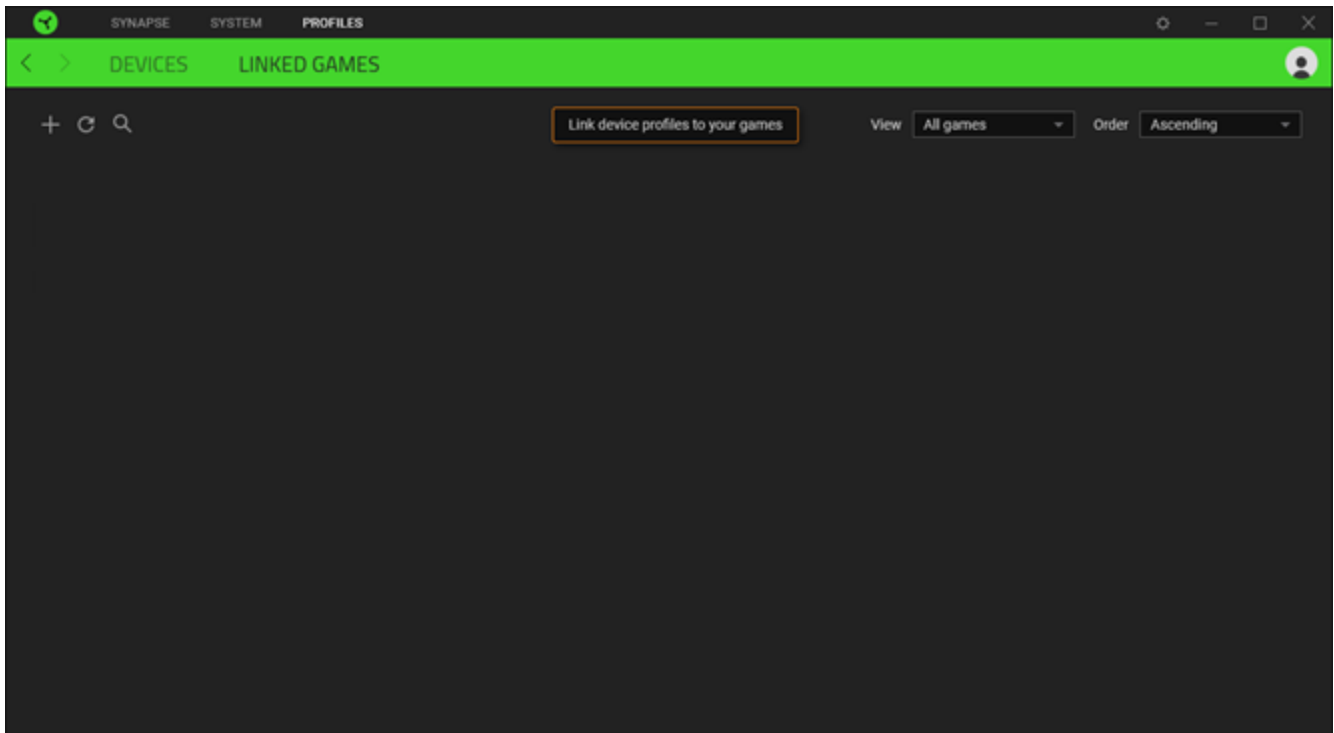 SYNAPSE SYSTEM PROFILES
DEVICES LINKED GAMES
Link device profiles to your games View All games Order Ascending